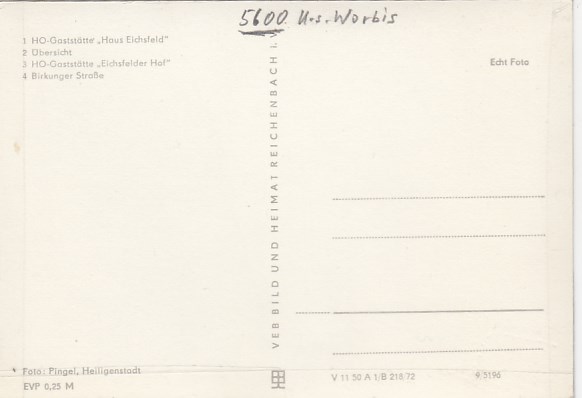 5600 Krs. Worbis
1 HO-Gaststätte „Haus Eichsfeld“
2 Übersicht
3 HO-Gaststätte „Eichsfelder Hof“
4 Birkunger Straße
Echt Foto
VEB BILD UND HEIMAT REICHENBACH i. V.
Foto: Pingel, Heiligenstadt
EVP 0,25 M
V 11 50 A 1/B 218 72